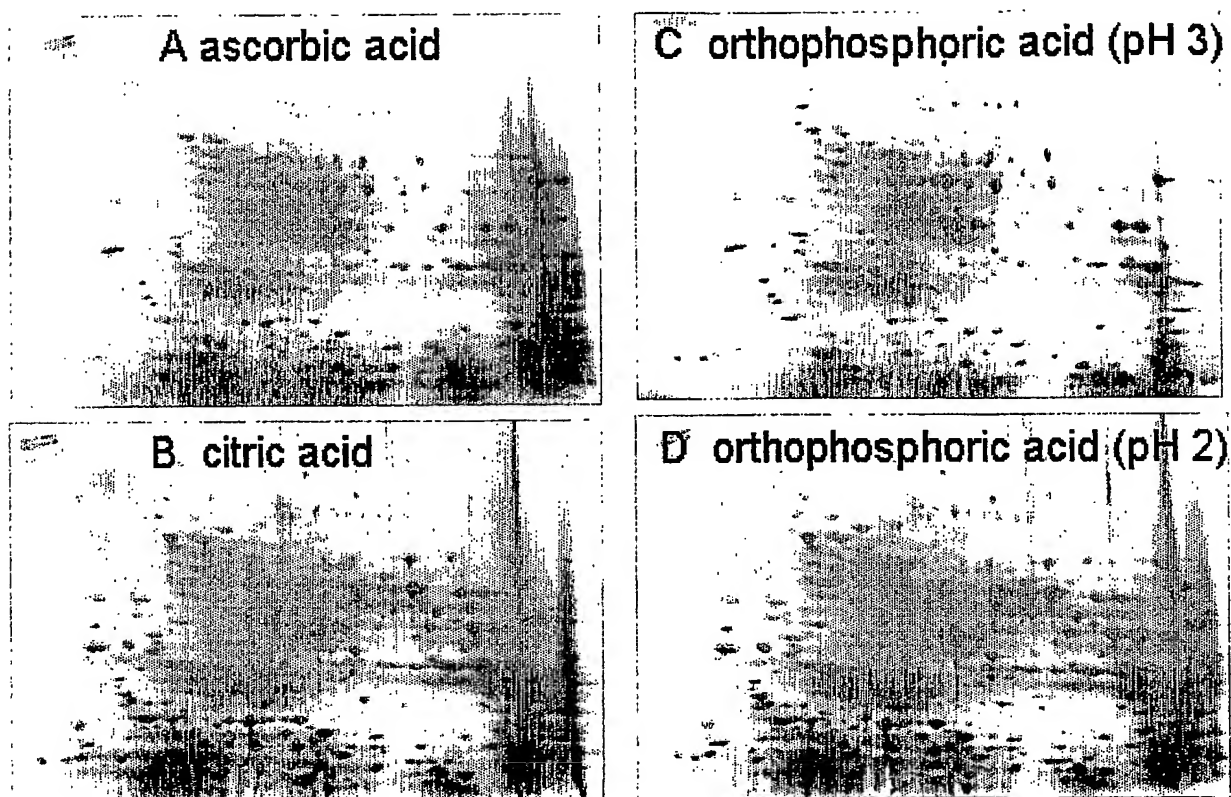 A ascorbic acid
C orthophosphoric acid (pH 3)
B. citric acid
D orthophosphoric acid (pH 2)